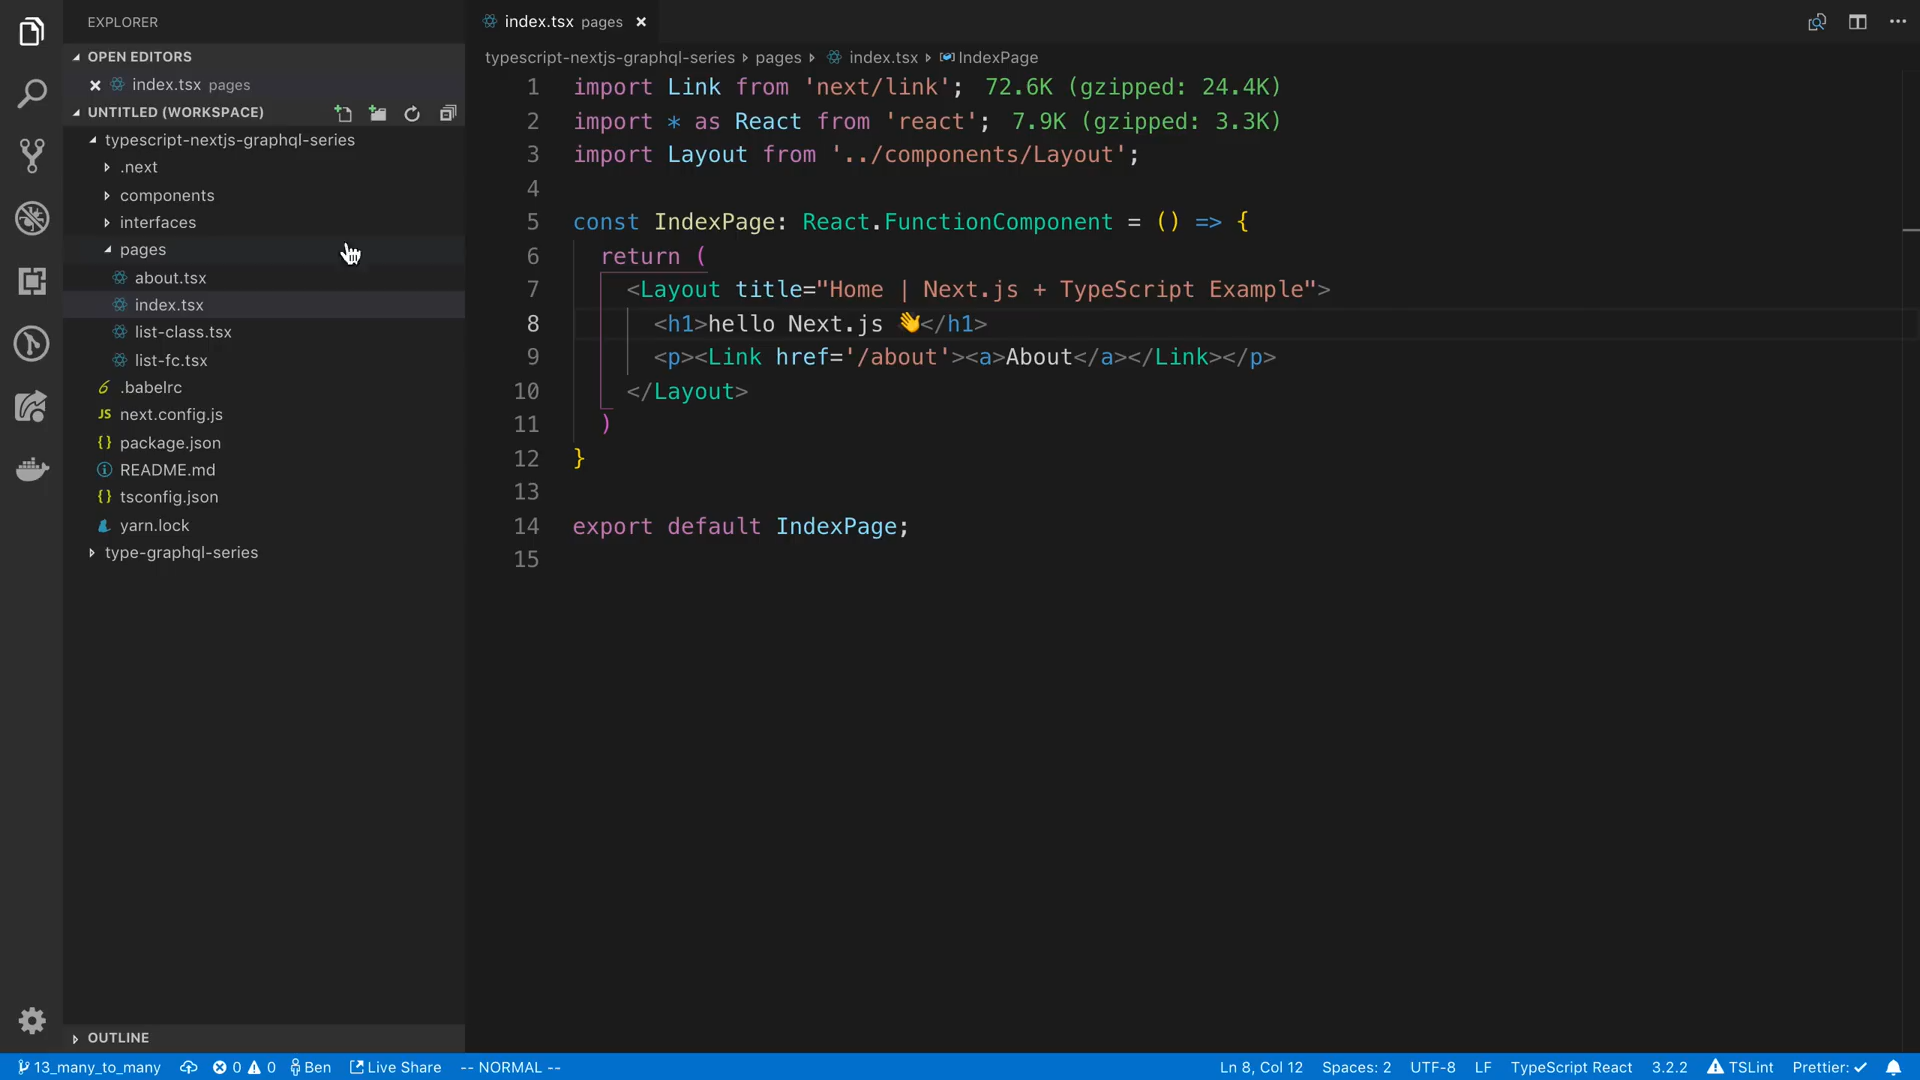 EXPLORER
OPEN EDITORS
index.tsx pages
UNTITLED (WORKSPACE)
typescript-nextjs-graphql-series
.next
components
interfaces
pages
about.tsx
index.tsx
list-class.tsx
list-fc.tsx
.babelrc
JS next.config.js
{} package.json
README.md
{} tsconfig.json
yarn.lock
type-graphql-series
OUTLINE
index.tsx pages
typescript-nextjs-graphql-series pages index.tsx IndexPage
1 import Link from 'next/link'; 72.6K (gzipped: 24.4K)
2 import * as React from 'react'; 7.9K (gzipped: 3.3K)
3 import Layout from '../components/Layout';
4
5 const IndexPage: React.FunctionComponent = () => {
6 return (
7 <Layout title="Home | Next.js + TypeScript Example">
8 <h1>hello Next.js 👋</h1>
9 <p><Link href='/about'><a>About</a></Link></p>
10 </Layout>
11 )
12 }
13
14 export default IndexPage;
15
13_many_to_many 0 0 Ben Live Share -- NORMAL -- Ln 8, Col 12 Spaces: 2 UTF-8 LF TypeScript React 3.2.2 TSLint Prettier: ✓